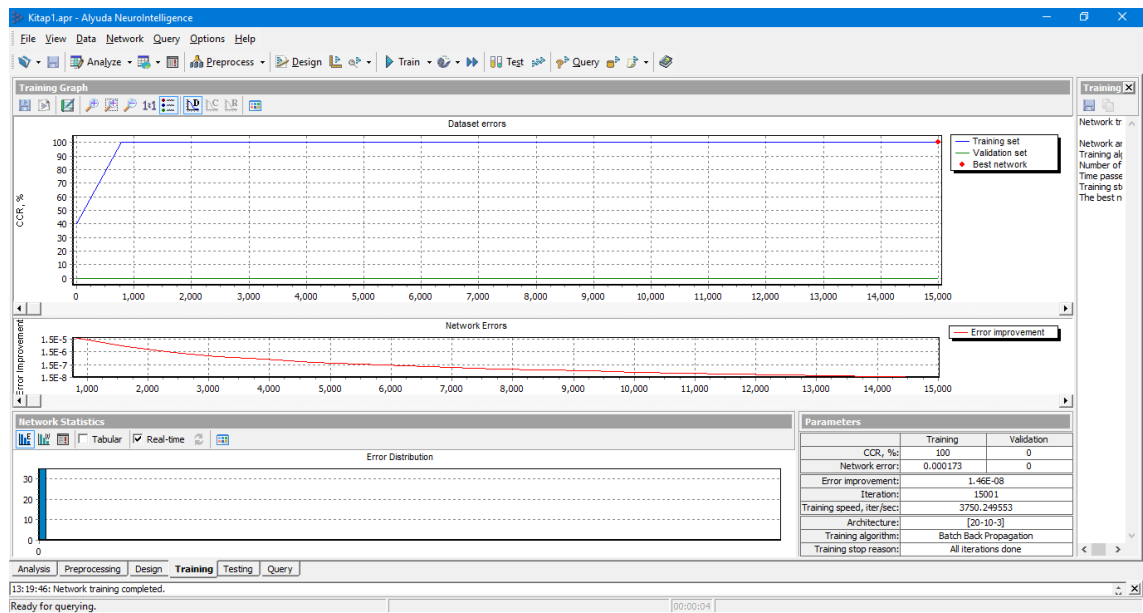 Kitap1.apr - Alyuda NeuroIntelligence
File View Data Network Query Options Help
Analyze Preprocess Design Train Test Query
Training Graph
1:1 D C R
Dataset errors
CCR, %
100
90
80
70
60
50
40
30
20
10
0
0 1,000 2,000 3,000 4,000 5,000 6,000 7,000 8,000 9,000 10,000 11,000 12,000 13,000 14,000 15,000
Training set
Validation set
Best network
Network Errors
Error Improvement
1.5E-5
1.5E-6
1.5E-7
1.5E-8
1,000 2,000 3,000 4,000 5,000 6,000 7,000 8,000 9,000 10,000 11,000 12,000 13,000 14,000 15,000
Error improvement
Training
Network tr
Network ar
Training alg
Number of
Time passe
Training st
The best n
Network Statistics
Tabular Real-time
Error Distribution
30
20
10
0
0
Parameters
Training Validation
CCR, %: 100 0
Network error: 0.000173 0
Error improvement: 1.46E-08
Iteration: 15001
Training speed, iter/sec: 3750.249553
Architecture: [20-10-3]
Training algorithm: Batch Back Propagation
Training stop reason: All iterations done
Analysis Preprocessing Design Training Testing Query
13:19:46: Network training completed.
Ready for querying. 00:00:04